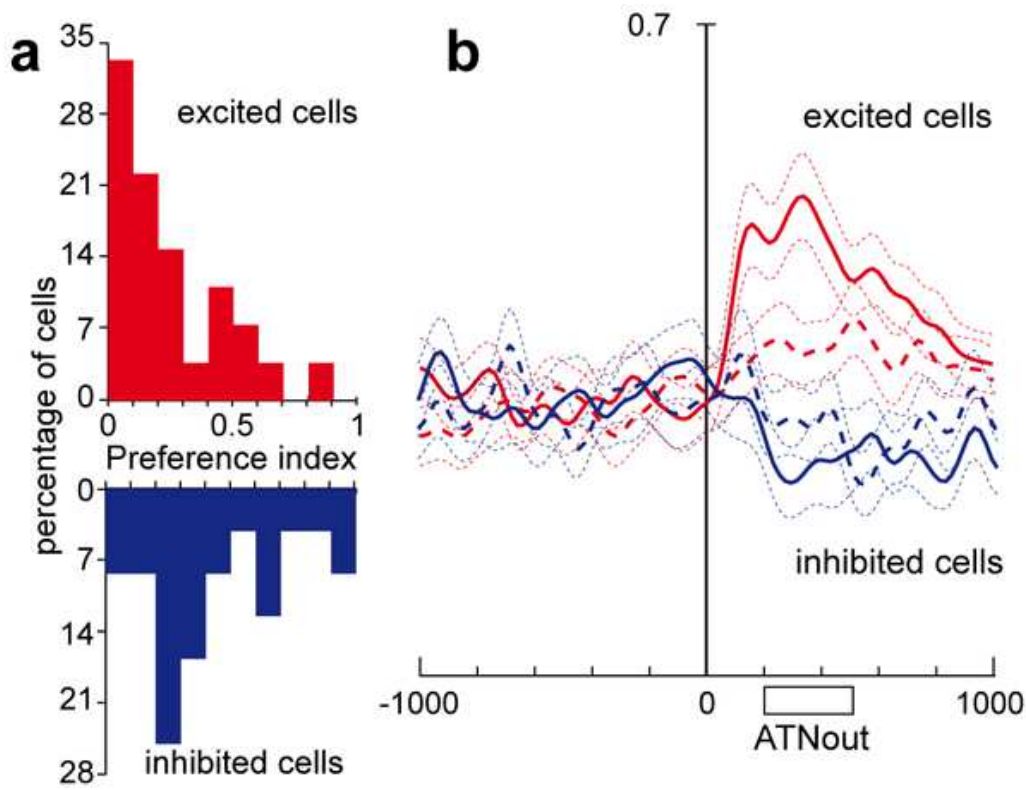 a
percentage of cells
35
28
21
14
7
0
excited cells
0
0.5
1
Preference index
0
7
14
21
28
inhibited cells
b
0.7
excited cells
inhibited cells
-1000
0
1000
ATNout